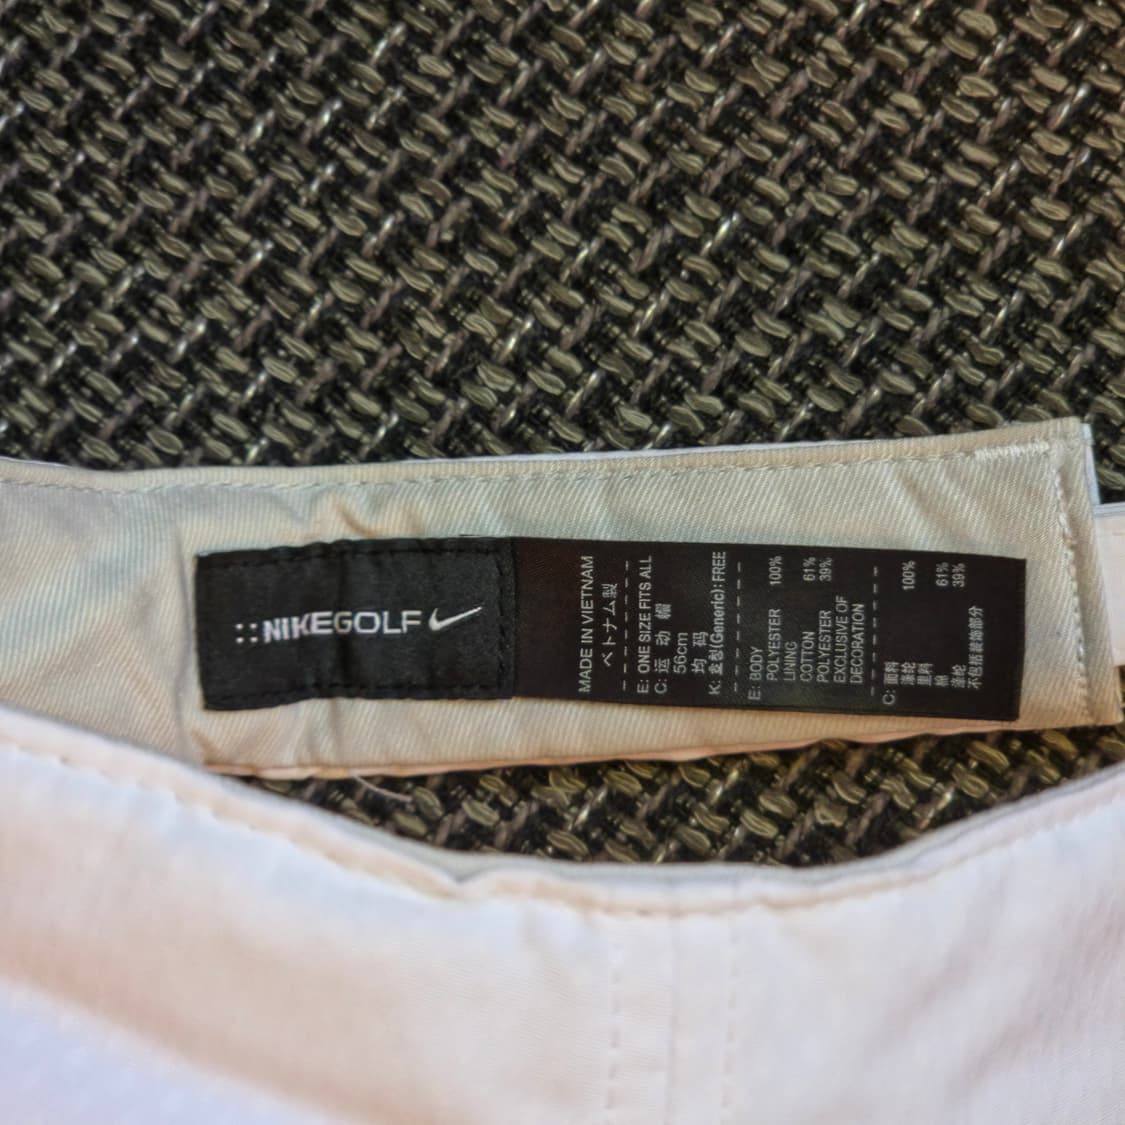 ::NIKEGOLF
MADE IN VIETNAM
ベトナム製
E: ONE SIZE FITS ALL
C: 运动帽
56cm
均码
K: 호칭(Generic): FREE
E: BODY
POLYESTER 100%
LINING
COTTON 61%
POLYESTER 39%
EXCLUSIVE OF
DECORATION
C: 面料
涤纶 100%
里料
棉 61%
涤纶 39%
不包括装饰部分